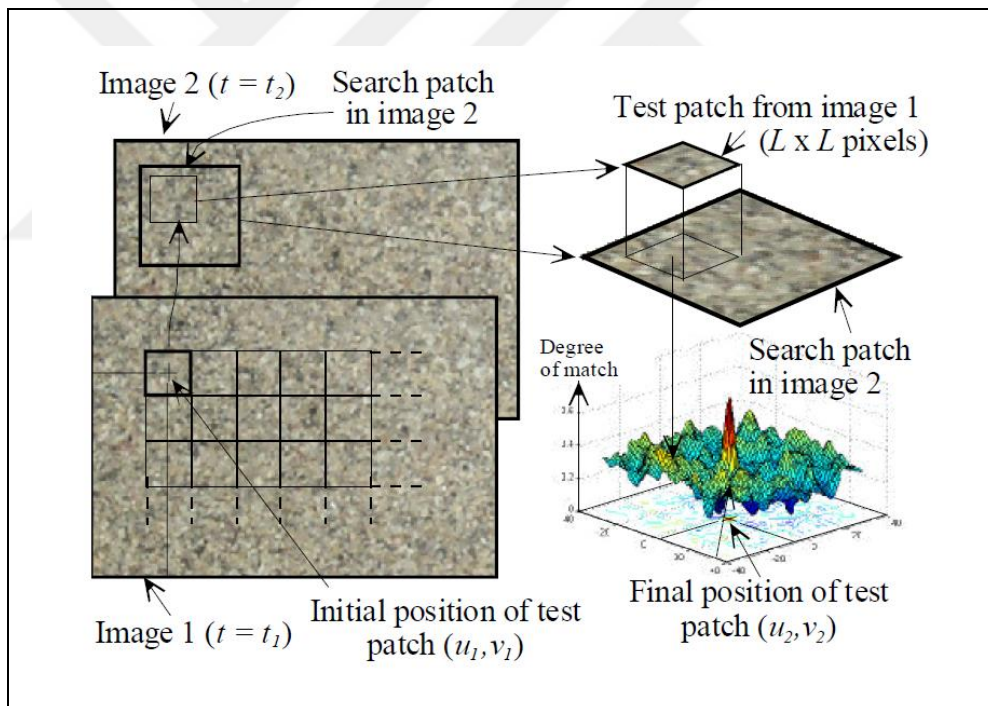 Image 2 (t = t₂)
Search patch
in image 2
Test patch from image 1
(L x L pixels)
Search patch
in image 2
Degree
of match
Final position of test
patch (u₂,v₂)
Initial position of test
patch (u₁,v₁)
Image 1 (t = t₁)